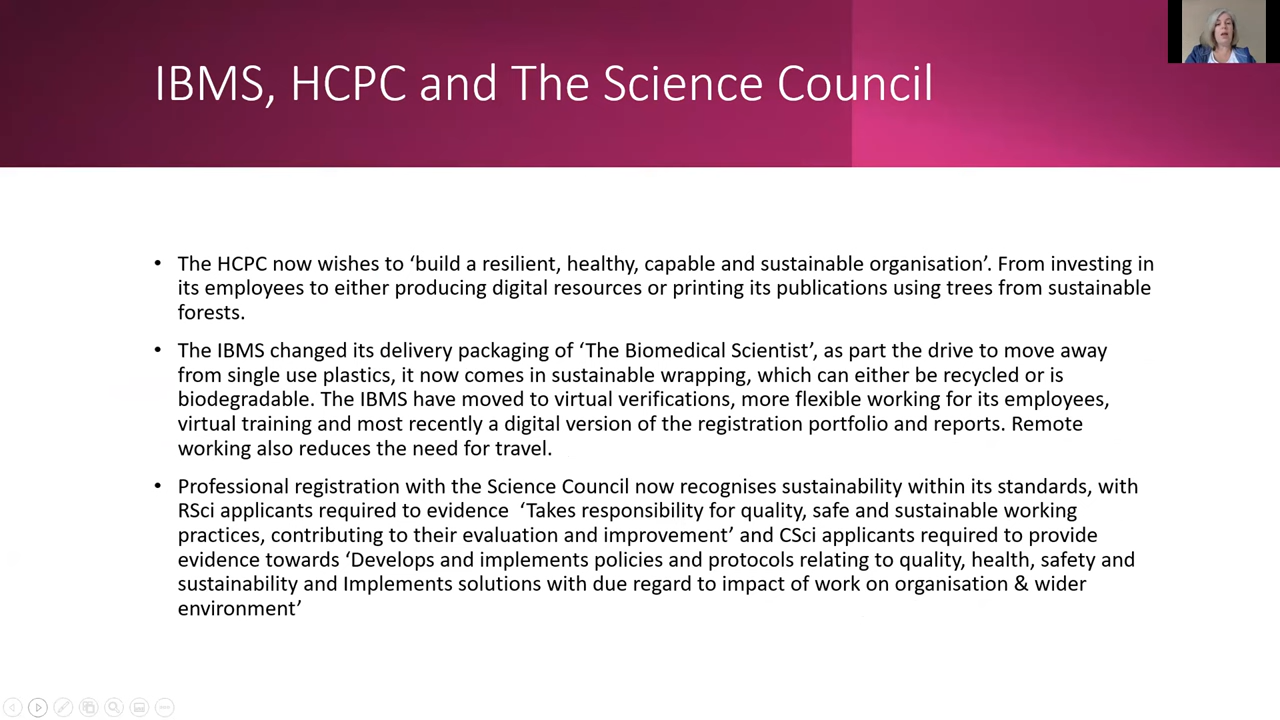 IBMS, HCPC and The Science Council
• The HCPC now wishes to ‘build a resilient, healthy, capable and sustainable organisation’. From investing in
its employees to either producing digital resources or printing its publications using trees from sustainable
forests.
• The IBMS changed its delivery packaging of ‘The Biomedical Scientist’, as part the drive to move away
from single use plastics, it now comes in sustainable wrapping, which can either be recycled or is
biodegradable. The IBMS have moved to virtual verifications, more flexible working for its employees,
virtual training and most recently a digital version of the registration portfolio and reports. Remote
working also reduces the need for travel.
• Professional registration with the Science Council now recognises sustainability within its standards, with
RSci applicants required to evidence  ‘Takes responsibility for quality, safe and sustainable working
practices, contributing to their evaluation and improvement’ and CSci applicants required to provide
evidence towards ‘Develops and implements policies and protocols relating to quality, health, safety and
sustainability and Implements solutions with due regard to impact of work on organisation & wider
environment’